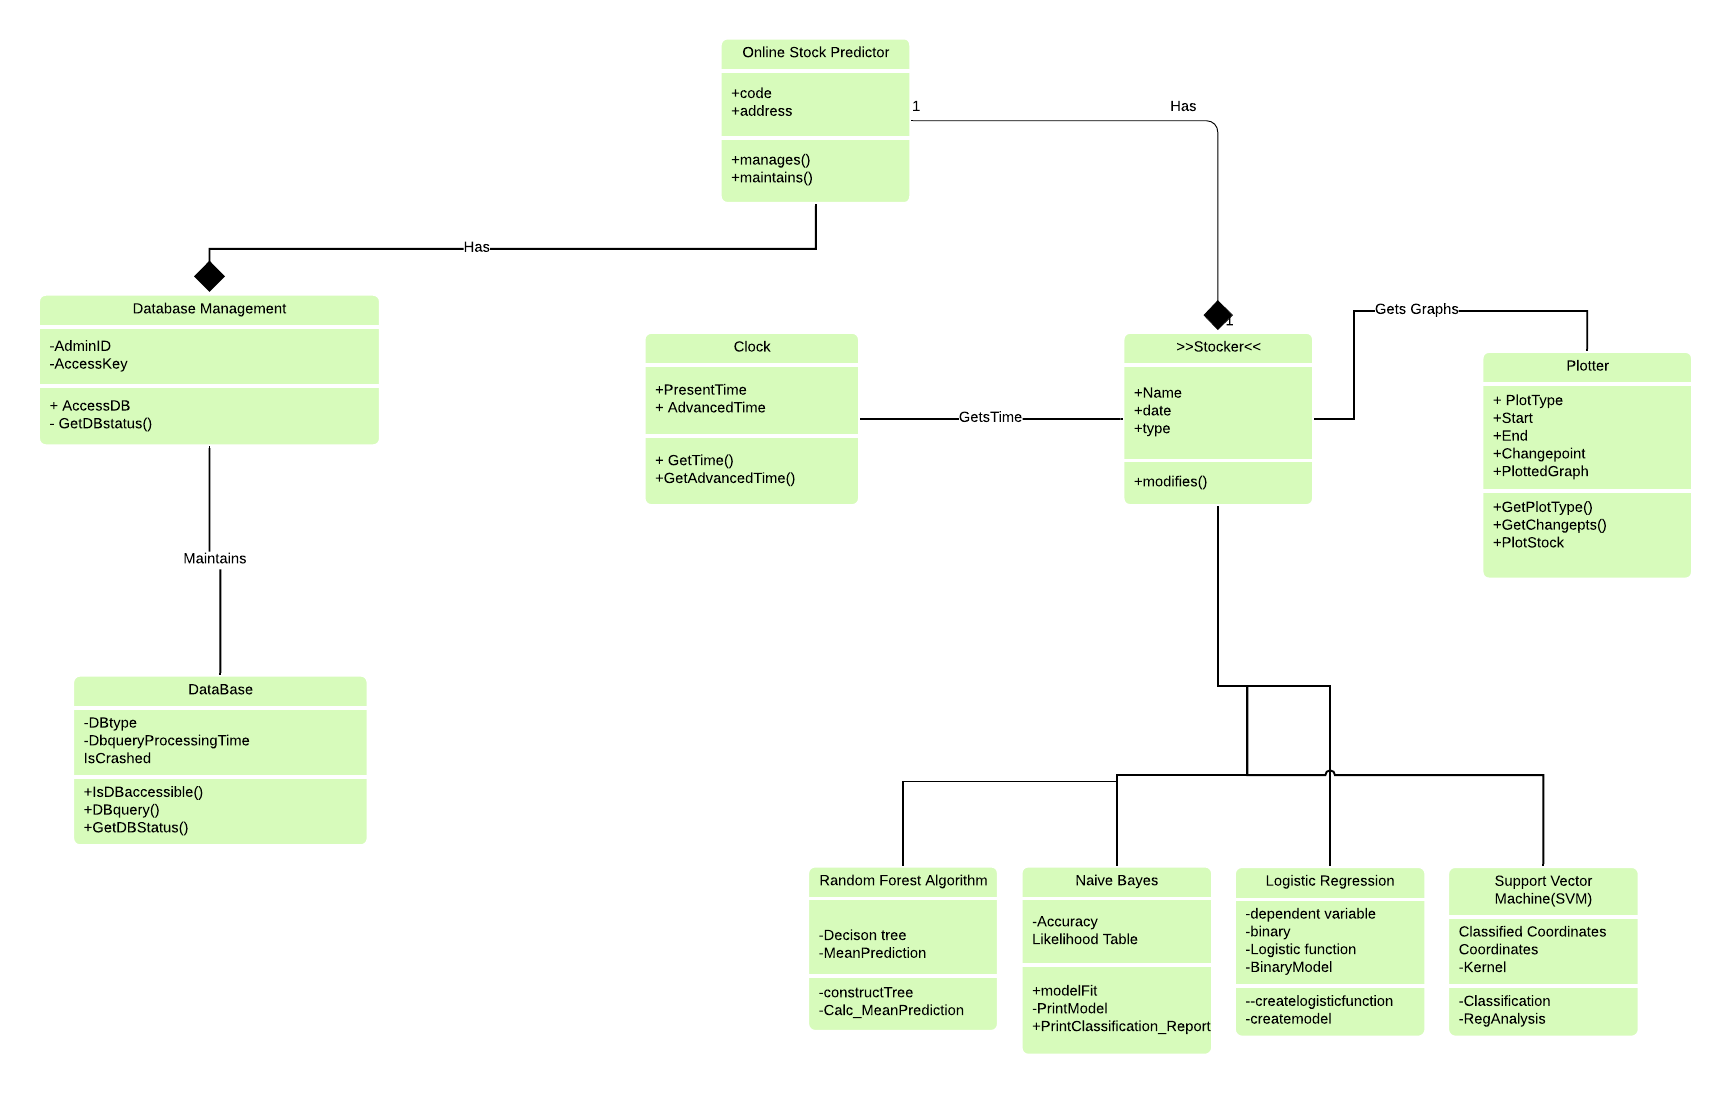 Online Stock Predictor
+code
+address
+manages()
+maintains()
1
Has
Has
1
Database Management
-AdminID
-AccessKey
+ AccessDB
- GetDBstatus()
Maintains
DataBase
-DBtype
-DbqueryProcessingTime
IsCrashed
+IsDBaccessible()
+DBquery()
+GetDBStatus()
Clock
+PresentTime
+ AdvancedTime
+ GetTime()
+GetAdvancedTime()
GetsTime
>>Stocker<<
+Name
+date
+type
+modifies()
Gets Graphs
Plotter
+ PlotType
+Start
+End
+Changepoint
+PlottedGraph
+GetPlotType()
+GetChangepts()
+PlotStock
Random Forest Algorithm
-Decison tree
-MeanPrediction
-constructTree
-Calc_MeanPrediction
Naive Bayes
-Accuracy
Likelihood Table
+modelFit
-PrintModel
+PrintClassification_Report
Logistic Regression
-dependent variable
-binary
-Logistic function
-BinaryModel
--createlogisticfunction
-createmodel
Support Vector
Machine(SVM)
Classified Coordinates
Coordinates
-Kernel
-Classification
-RegAnalysis